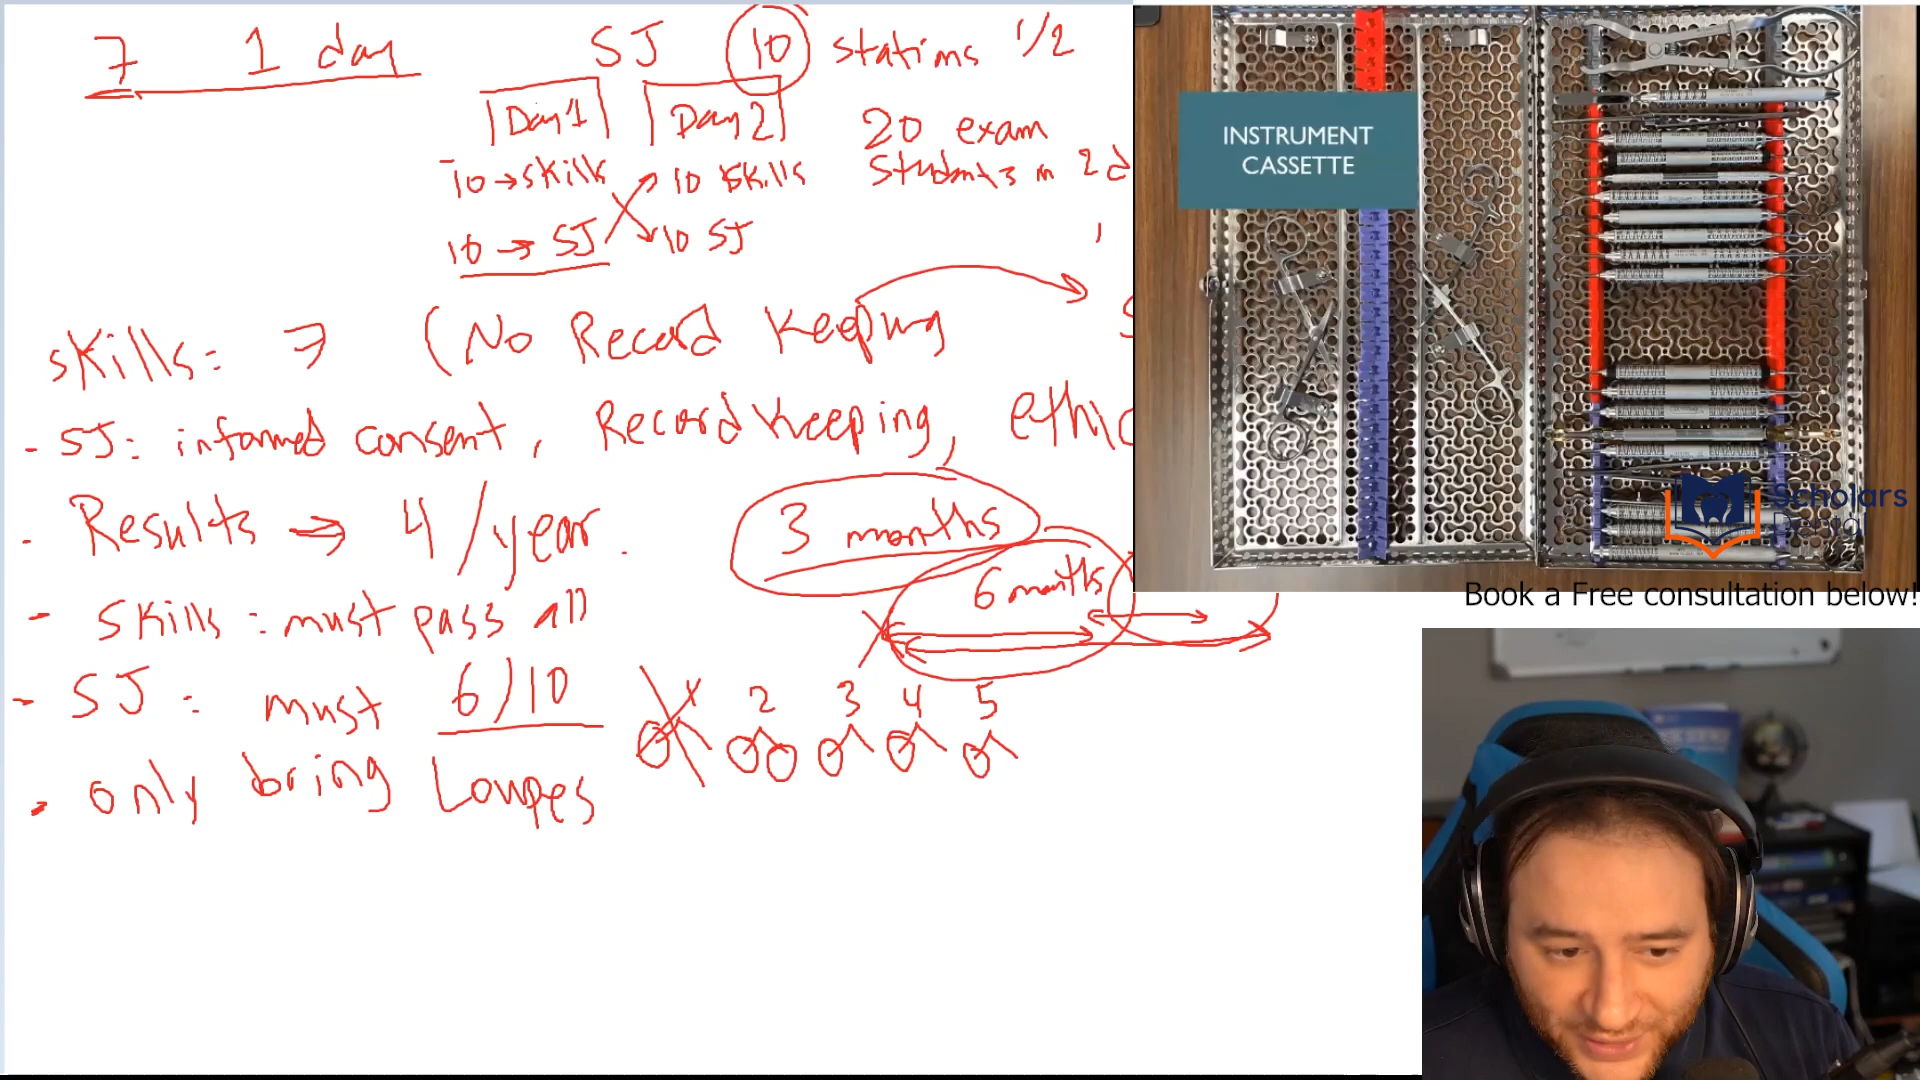 7 1 day SJ 10 stations 1/2
Day 1 Day 2 20 exam
10 → skills 10 skills Students in 2 d
10 → SJ 10 SJ
skills: 7 (No Record Keeping
- SJ: informed consent, Record Keeping, ethic
- Results → 4/year. 3 months
6 months
- Skills: must pass all
- SJ: must 6/10 1 2 3 4 5
- only bring Loupes
INSTRUMENT
CASSETTE
Scholars
Dental
Book a Free consultation below!